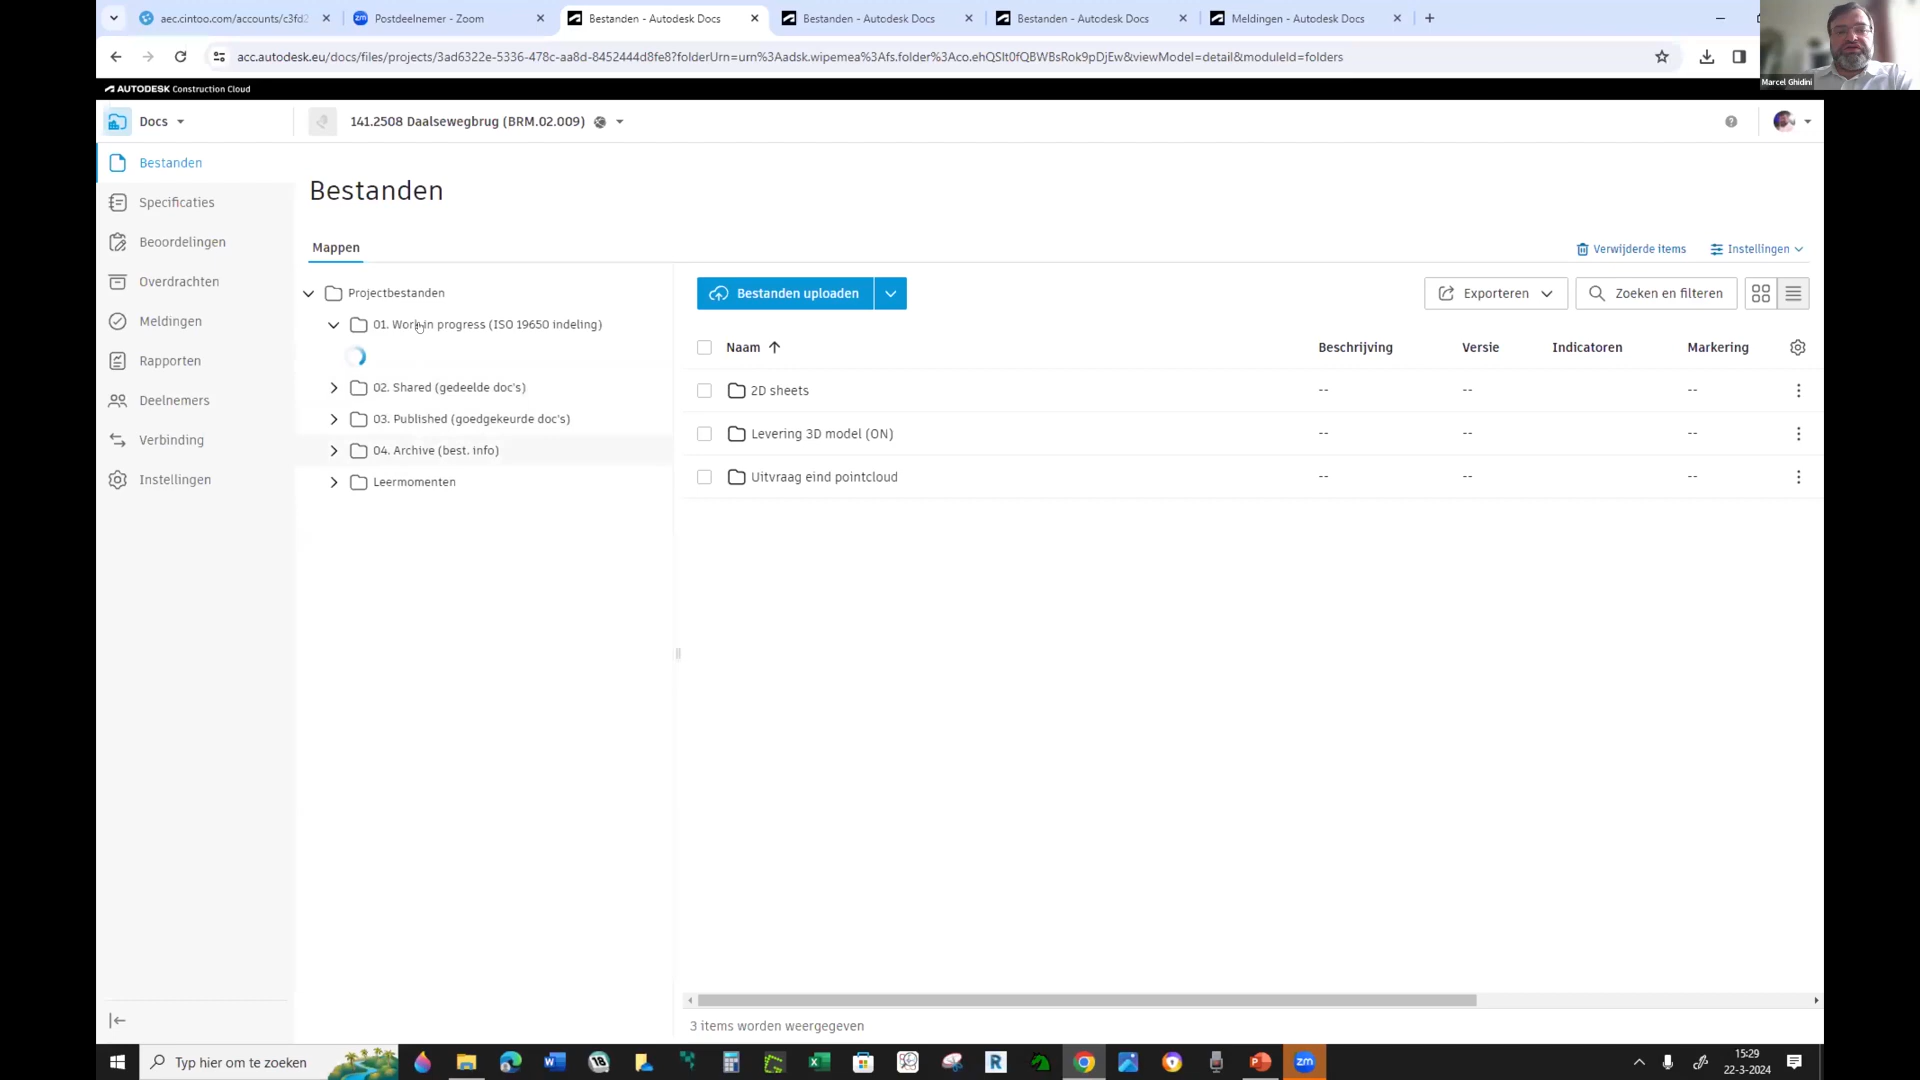 aec.cintoo.com/accounts/c3fd2
Postdeelnemer - Zoom
Bestanden - Autodesk Docs
Bestanden - Autodesk Docs
Bestanden - Autodesk Docs
Meldingen - Autodesk Docs
acc.autodesk.eu/docs/files/projects/3ad6322e-5336-478c-aa8d-8452444d8fe8?folderUrn=urn%3Aadsk.wipemea%3Afs.folder%3Aco.ehQSlt0fQBWBsRok9pDjEw&viewModel=detail&moduleId=folders
Marcel Ghidini
AUTODESK Construction Cloud
Docs
141.2508 Daalsewegbrug (BRM.02.009)
Bestanden
Specificaties
Beoordelingen
Overdrachten
Meldingen
Rapporten
Deelnemers
Verbinding
Instellingen
Bestanden
Mappen
Verwijderde items
Instellingen
Projectbestanden
01. Work in progress (ISO 19650 indeling)
02. Shared (gedeelde doc's)
03. Published (goedgekeurde doc's)
04. Archive (best. info)
Leermomenten
Bestanden uploaden
Exporteren
Zoeken en filteren
Naam
Beschrijving
Versie
Indicatoren
Markering
2D sheets -- -- --
Levering 3D model (ON) -- -- --
Uitvraag eind pointcloud -- -- --
3 items worden weergegeven
Typ hier om te zoeken
zm
15:29
22-3-2024